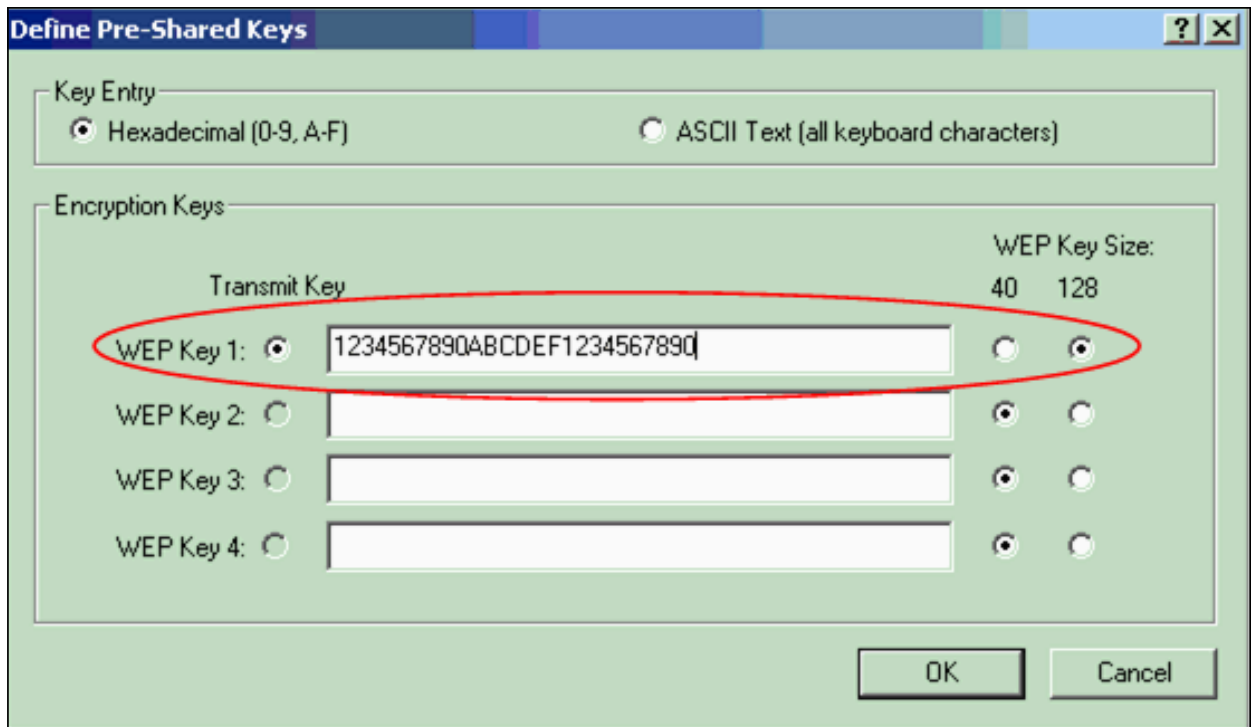 Define Pre-Shared Keys
Key Entry
Hexadecimal (0-9, A-F) ASCII Text (all keyboard characters)
Encryption Keys
WEP Key Size:
Transmit Key 40 128
WEP Key 1: 1234567890ABCDEF1234567890
WEP Key 2:
WEP Key 3:
WEP Key 4:
OK Cancel